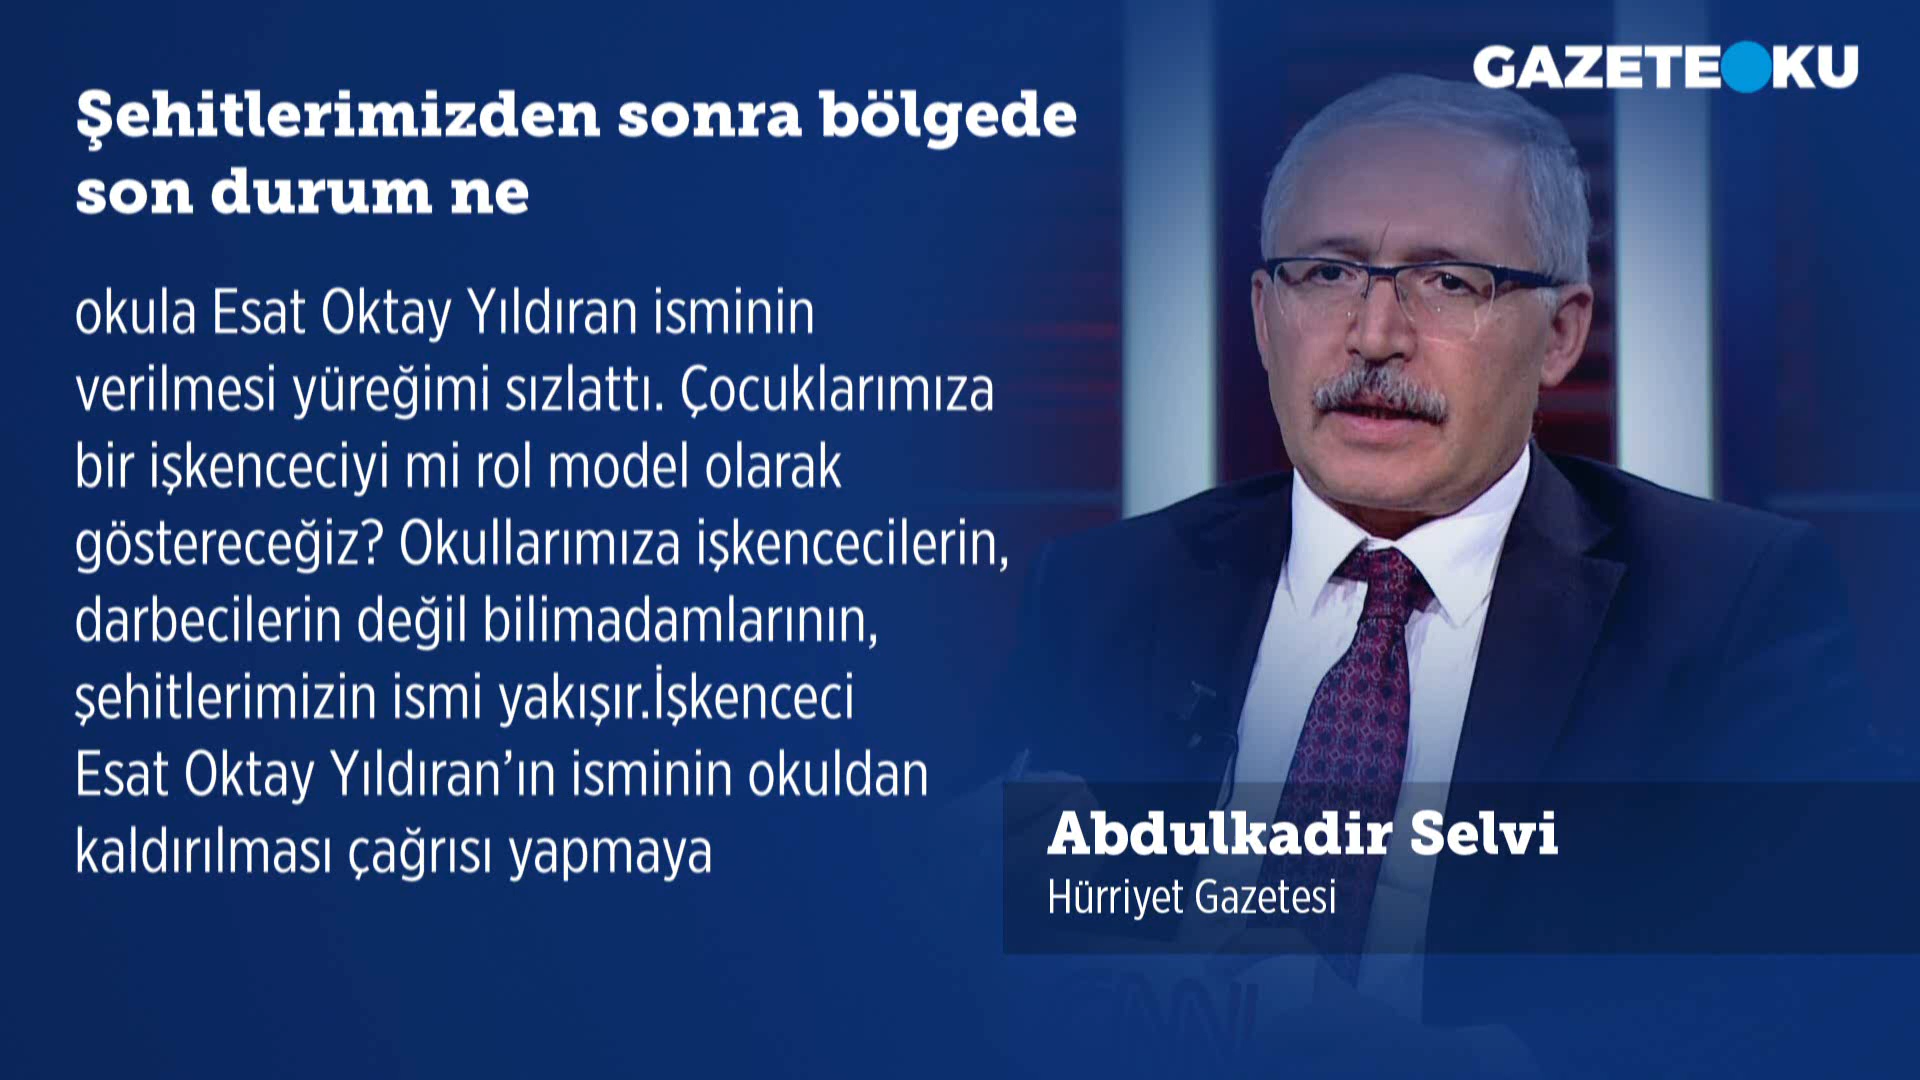 GAZETEOKU
Şehitlerimizden sonra bölgede
son durum ne
okula Esat Oktay Yıldıran isminin
verilmesi yüreğimi sızlattı. Çocuklarımıza
bir işkenceciyi mi rol model olarak
göstereceğiz? Okullarımıza işkencecilerin,
darbecilerin değil bilimadamlarının,
şehitlerimizin ismi yakışır.İşkenceci
Esat Oktay Yıldıran’ın isminin okuldan
kaldırılması çağrısı yapmaya
Abdulkadir Selvi
Hürriyet Gazetesi